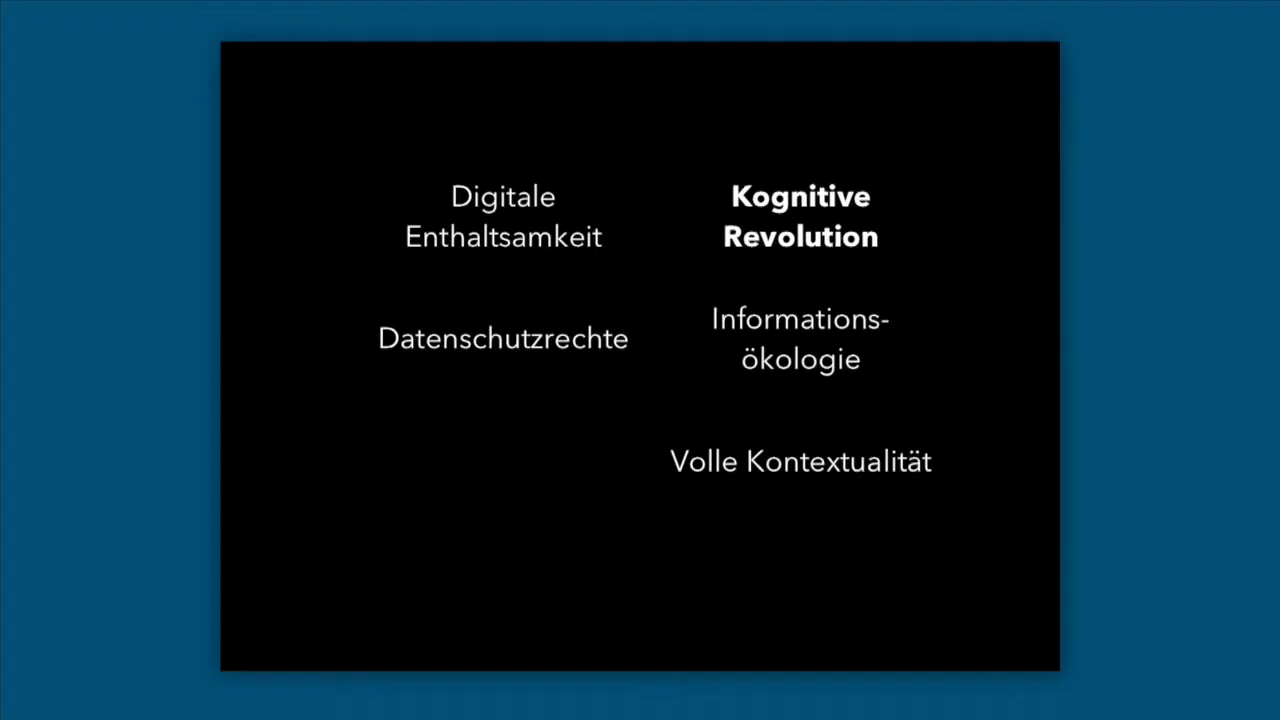 Digitale
Enthaltsamkeit
Datenschutzrechte
Kognitive
Revolution
Informations-
ökologie
Volle Kontextualität